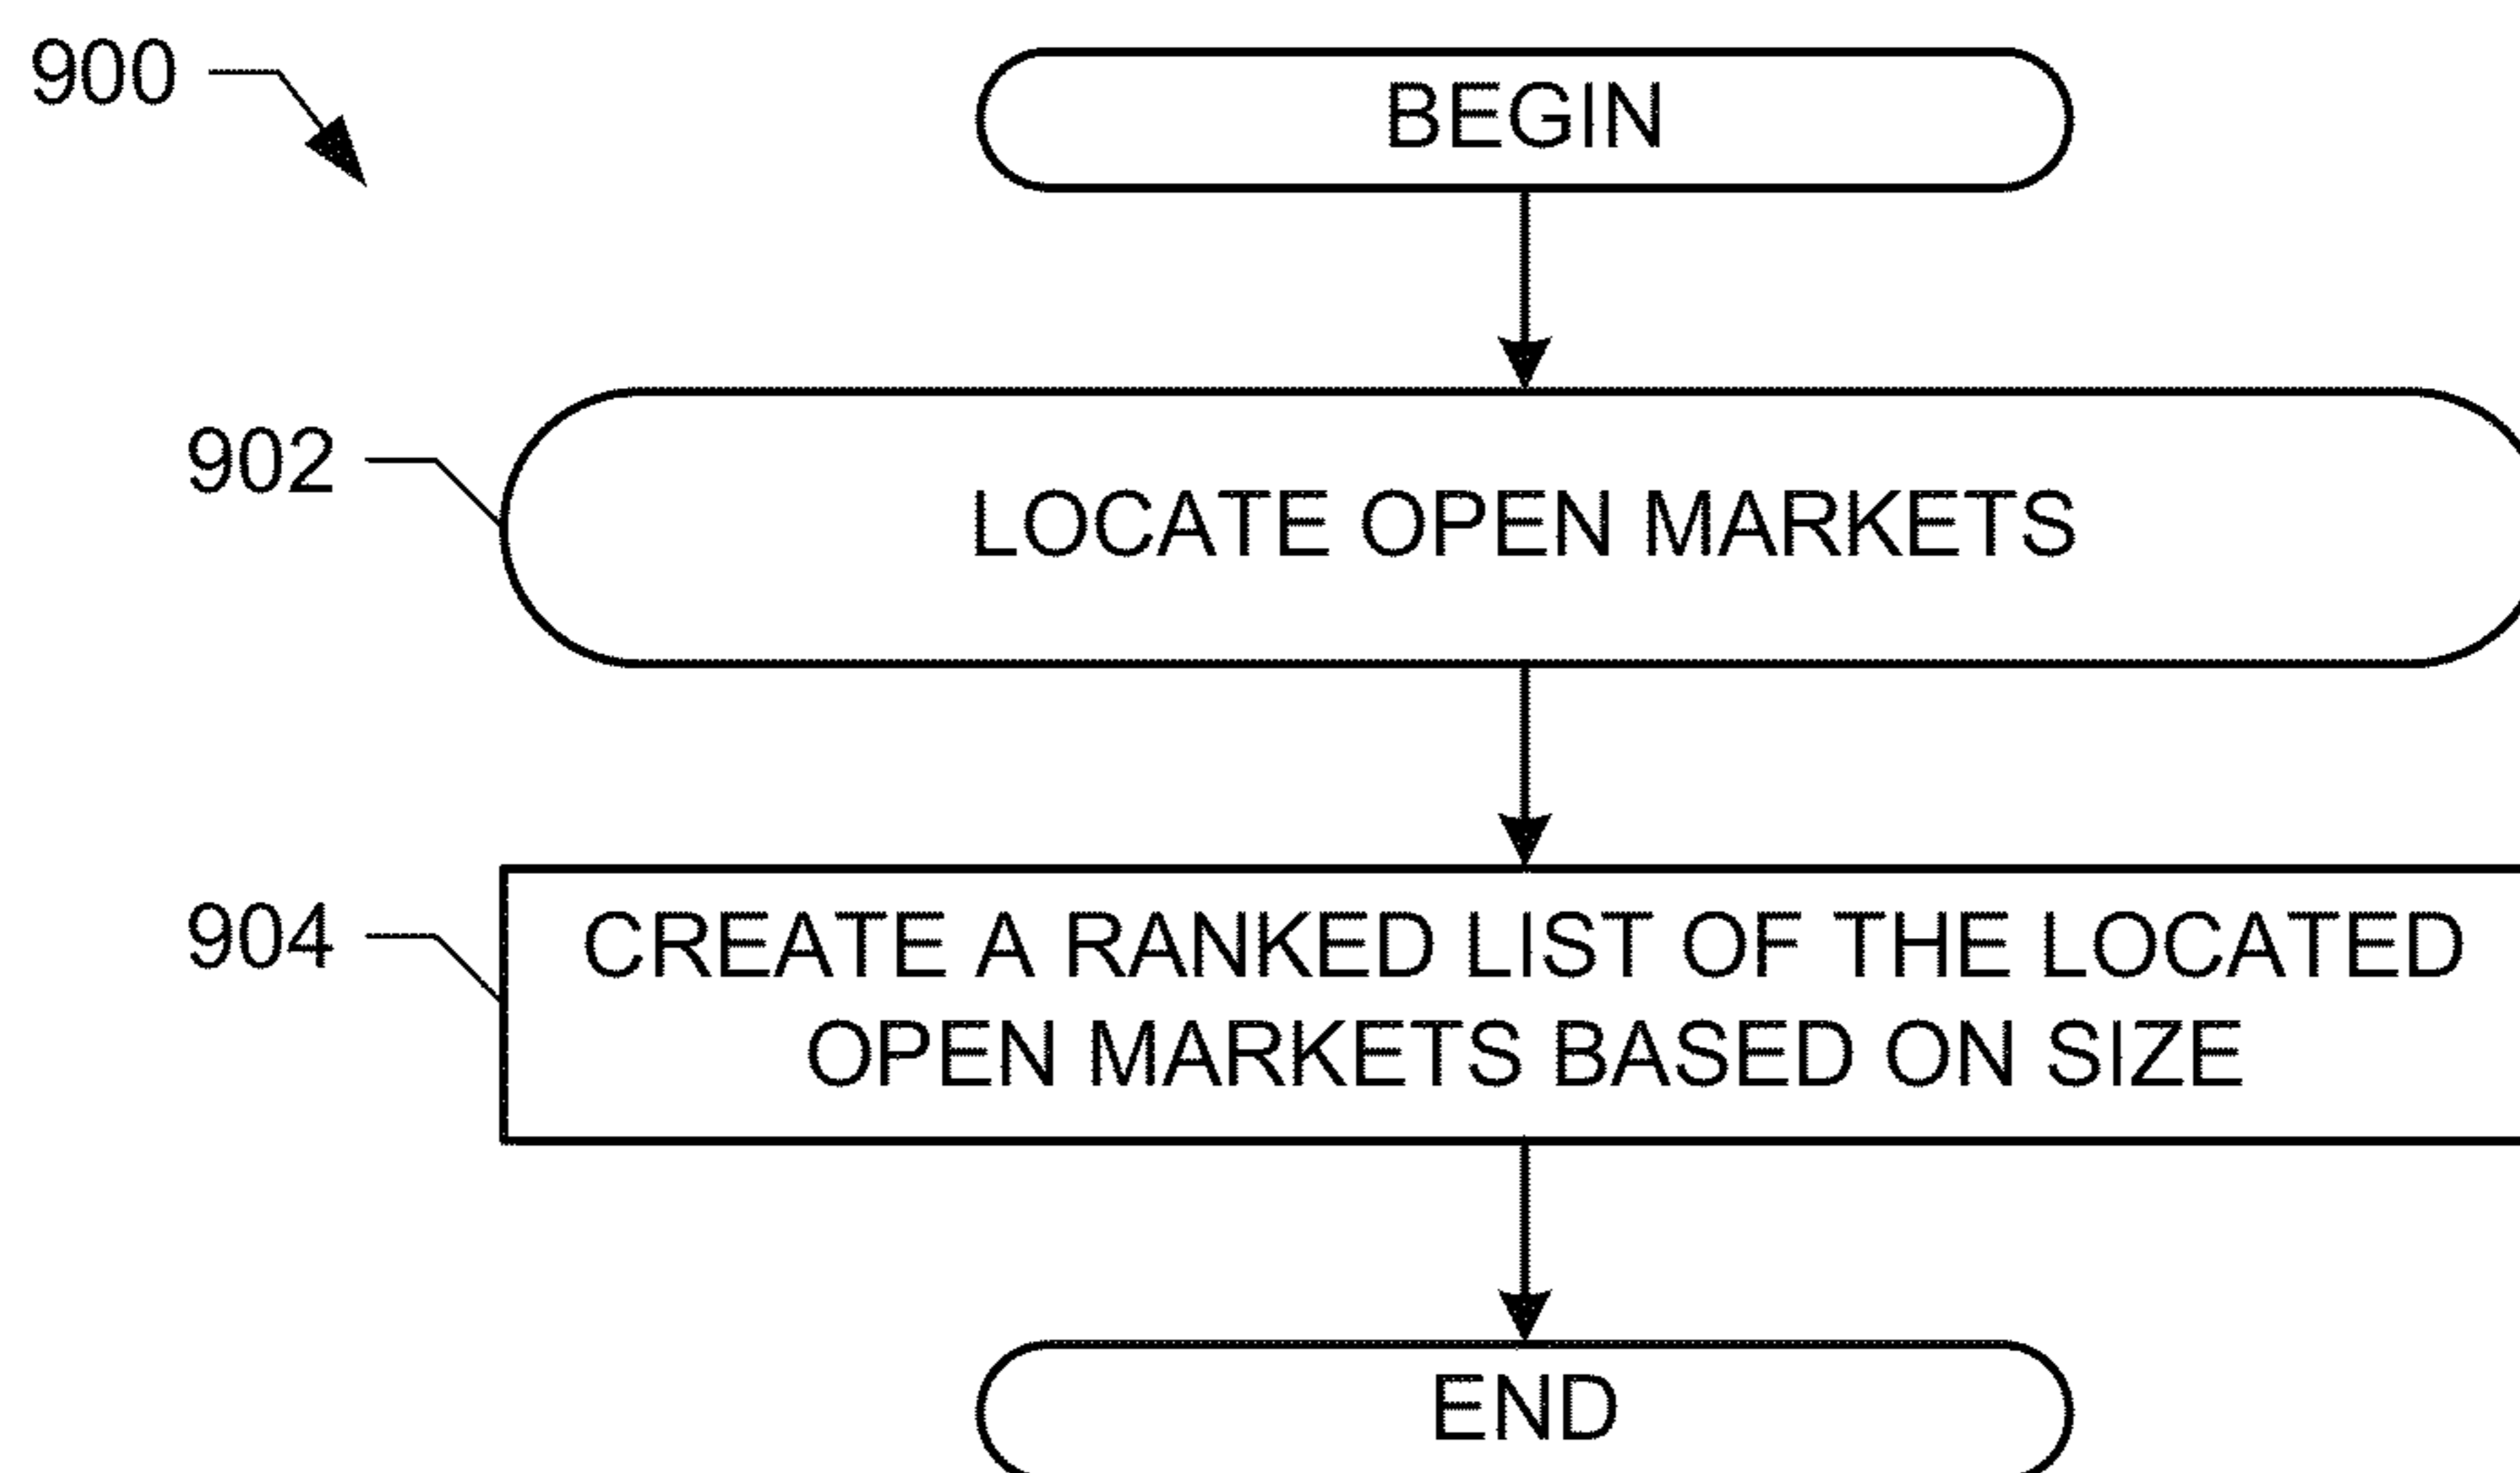 900
BEGIN
902
LOCATE OPEN MARKETS
904
CREATE A RANKED LIST OF THE LOCATED
OPEN MARKETS BASED ON SIZE
END